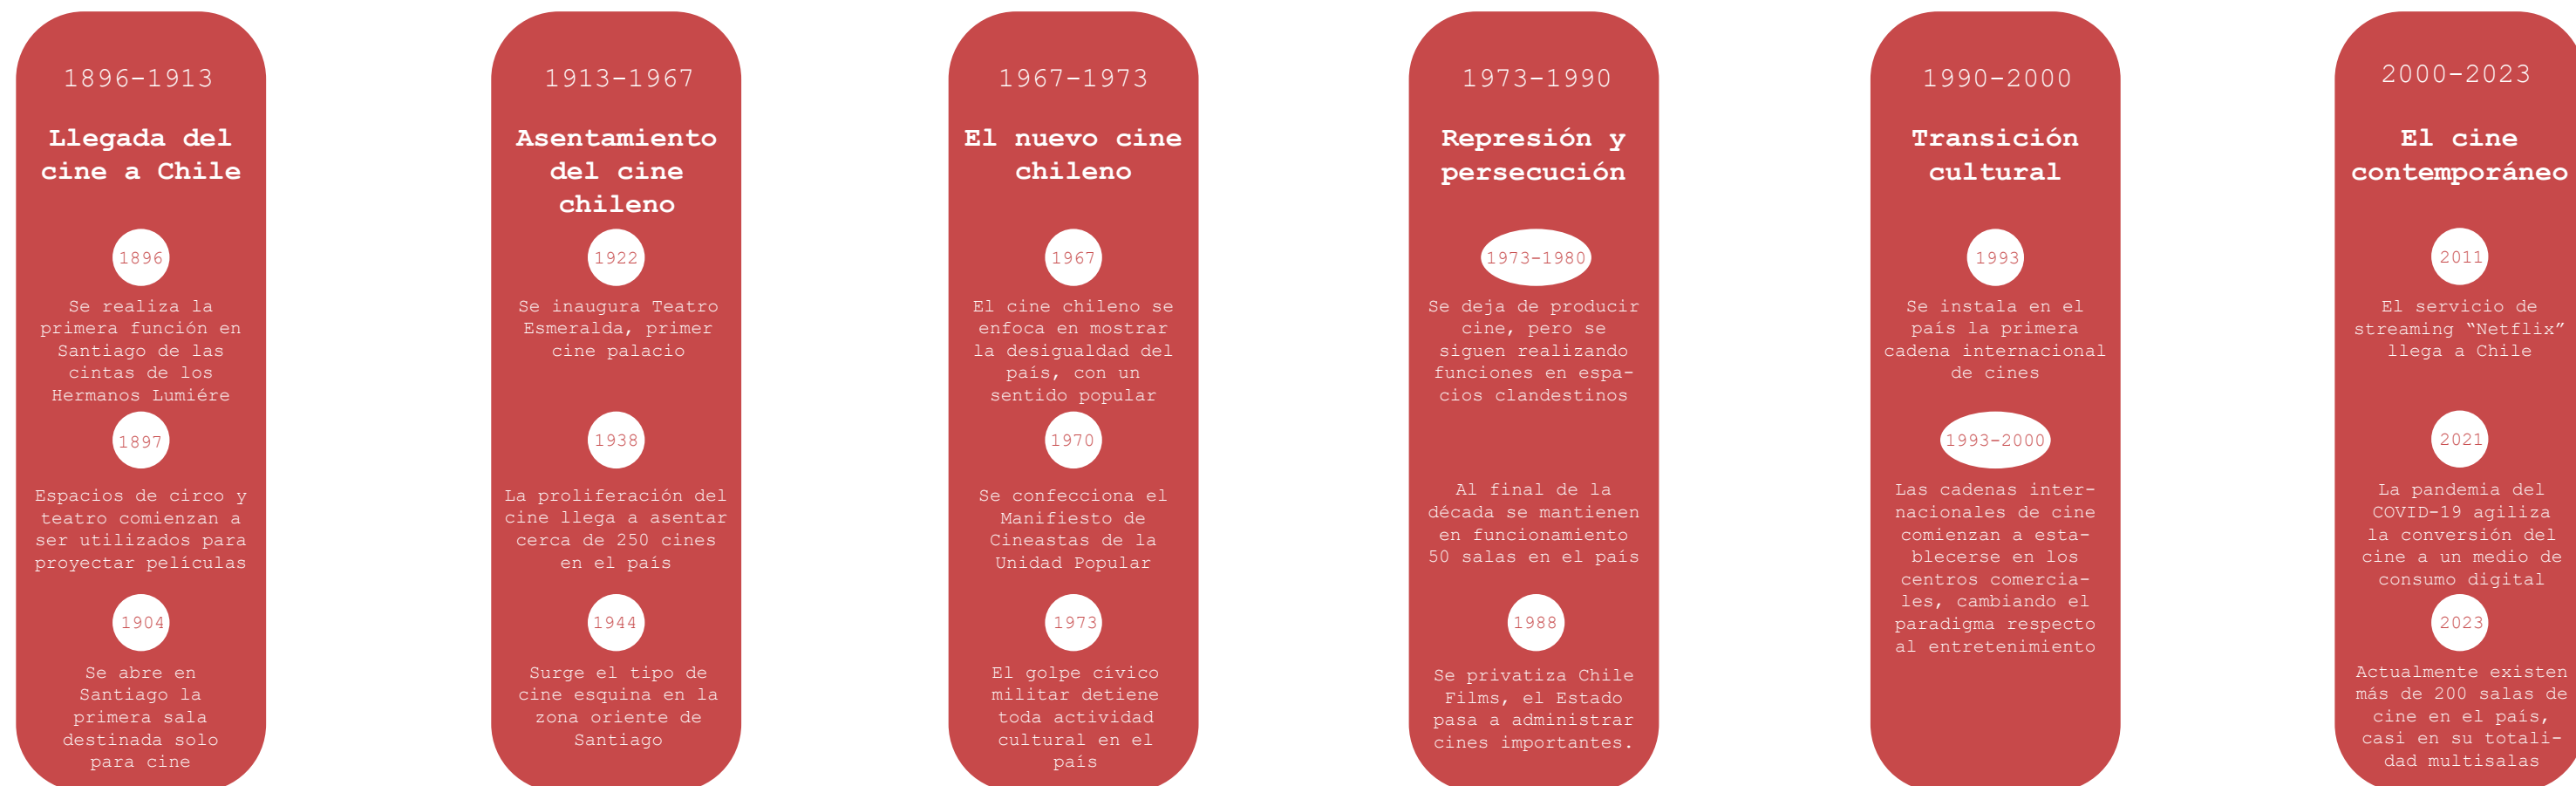 1896-1913
Llegada del
cine a Chile
1896
Se realiza la
primera función en
Santiago de las
cintas de los
Hermanos Lumiére
1897
Espacios de circo y
teatro comienzan a
ser utilizados para
proyectar películas
1904
Se abre en
Santiago la
primera sala
destinada solo
para cine
1913-1967
Asentamiento
del cine
chileno
1922
Se inaugura Teatro
Esmeralda, primer
cine palacio
1938
La proliferación del
cine llega a asentar
cerca de 250 cines
en el país
1944
Surge el tipo de
cine esquina en la
zona oriente de
Santiago
1967-1973
El nuevo cine
chileno
1967
El cine chileno se
enfoca en mostrar
la desigualdad del
país, con un
sentido popular
1970
Se confecciona el
Manifiesto de
Cineastas de la
Unidad Popular
1973
El golpe cívico
militar detiene
toda actividad
cultural en el
país
1973-1990
Represión y
persecución
1973-1980
Se deja de producir
cine, pero se
siguen realizando
funciones en espa-
cios clandestinos
Al final de la
década se mantienen
en funcionamiento
50 salas en el país
1988
Se privatiza Chile
Films, el Estado
pasa a administrar
cines importantes.
1990-2000
Transición
cultural
1993
Se instala en el
país la primera
cadena internacional
de cines
1993-2000
Las cadenas inter-
nacionales de cine
comienzan a esta-
blecerse en los
centros comercia-
les, cambiando el
paradigma respecto
al entretenimiento
2000-2023
El cine
contemporáneo
2011
El servicio de
streaming “Netflix”
llega a Chile
2021
La pandemia del
COVID-19 agiliza
la conversión del
cine a un medio de
consumo digital
2023
Actualmente existen
más de 200 salas de
cine en el país,
casi en su totali-
dad multisalas